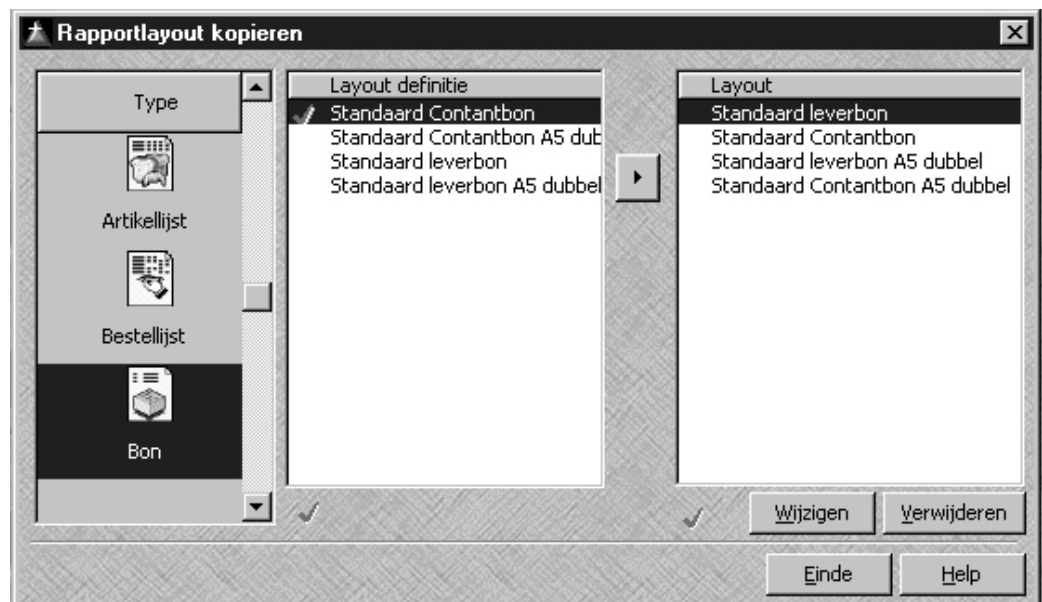 Rapportlayout kopieren
Type
Artikellijst
Bestellijst
Bon
Layout definitie
Standaard Contantbon
Standaard Contantbon A5 dub
Standaard leverbon
Standaard leverbon A5 dubbel
Layout
Standaard leverbon
Standaard Contantbon
Standaard leverbon A5 dubbel
Standaard Contantbon A5 dubbel
Wijzigen
Verwijderen
Einde
Help